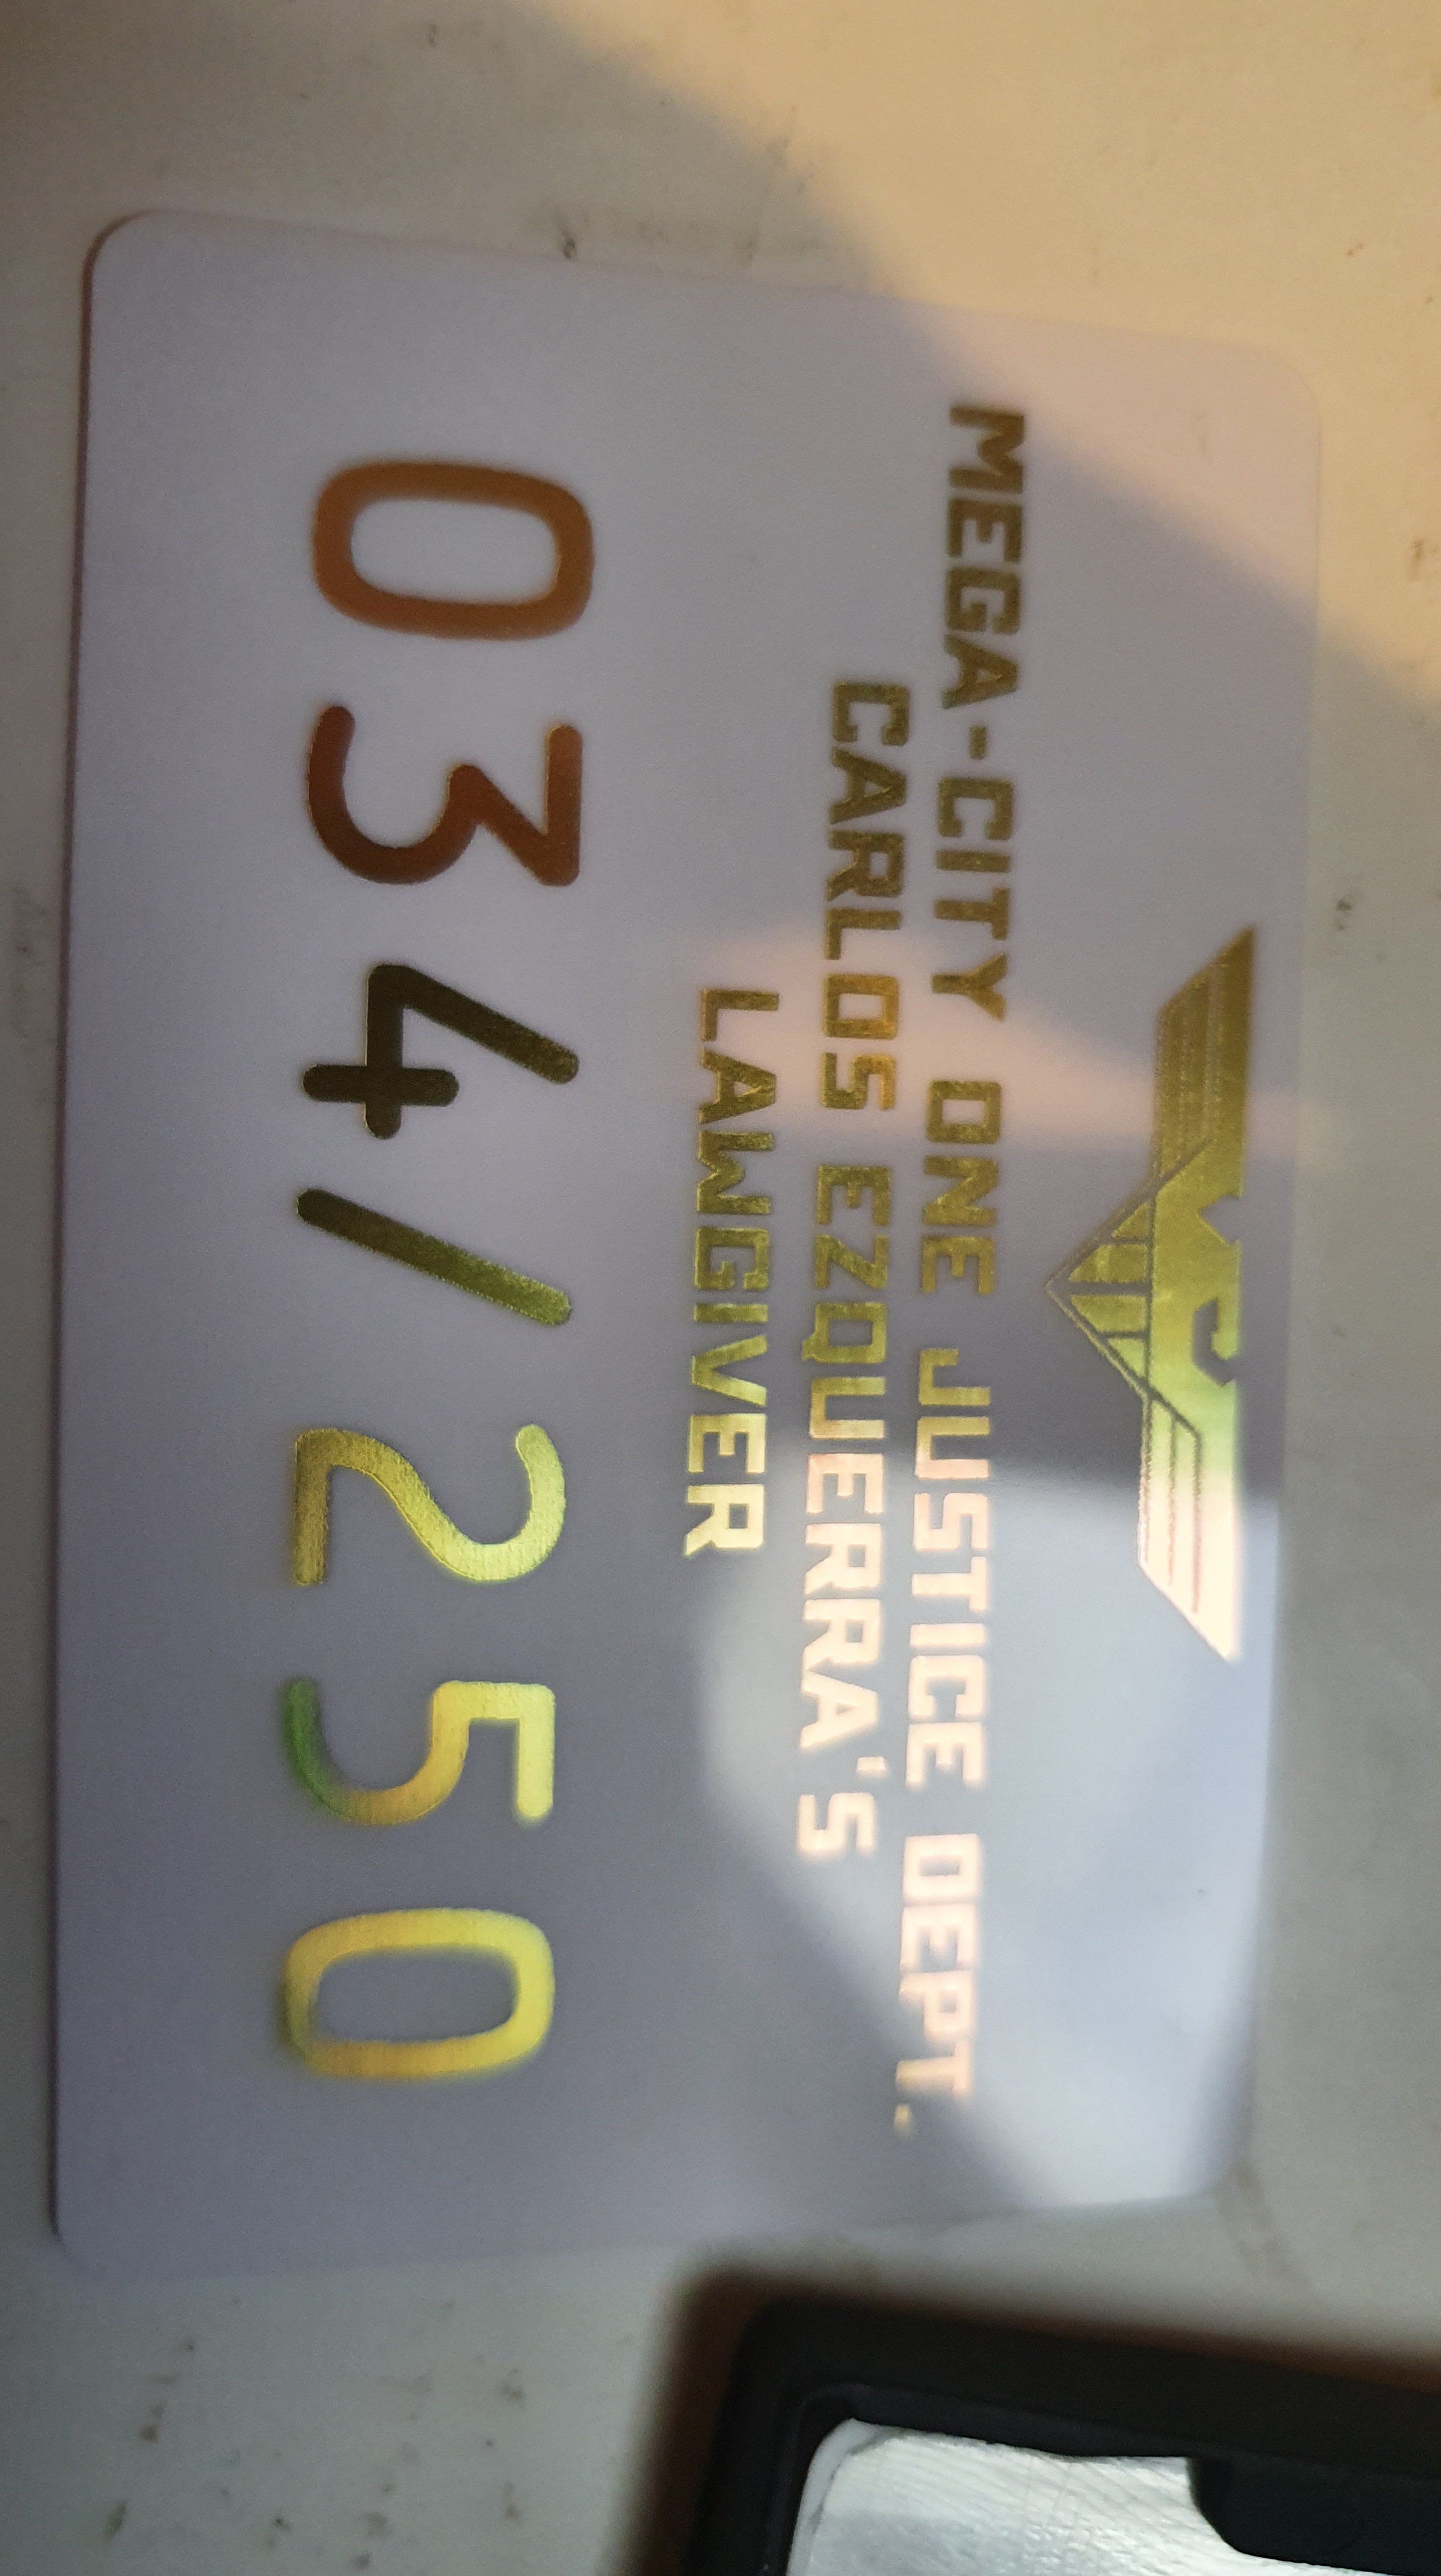 MEGA-CITY ONE JUSTICE DEPT.
CARLOS EZQUERRA'S
LAWGIVER
034/250